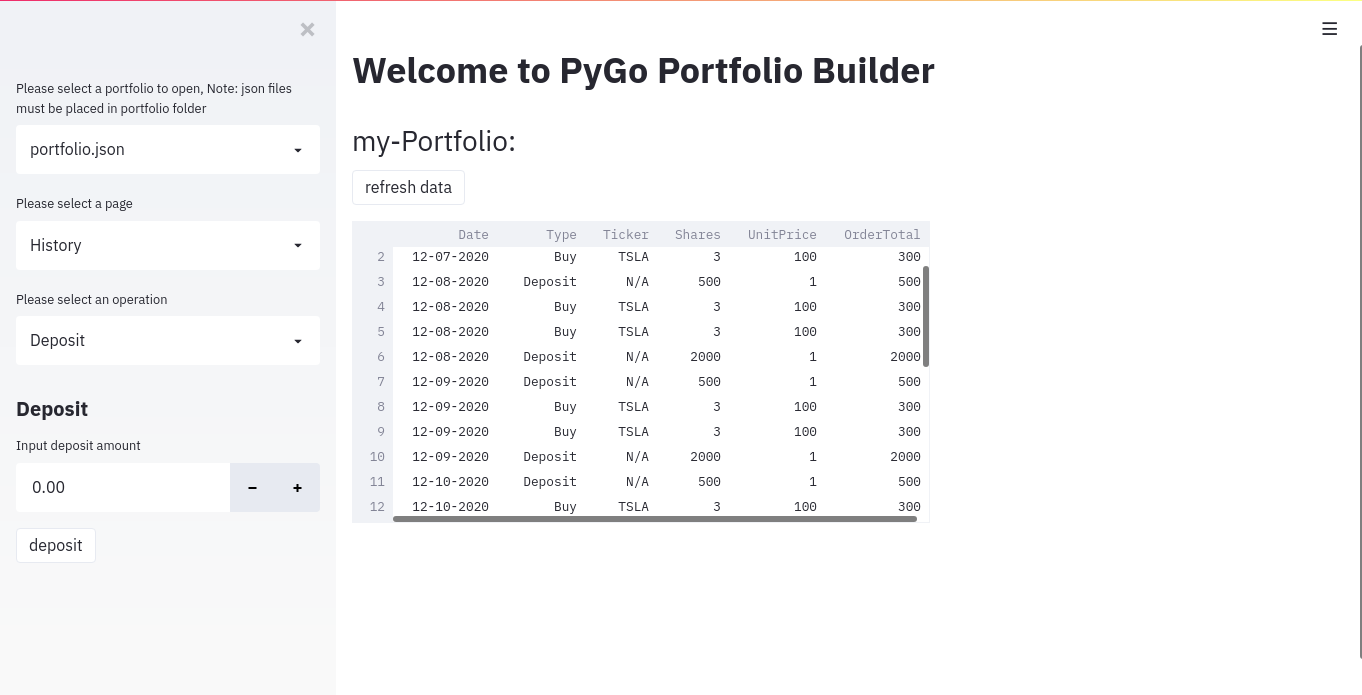 Please select a portfolio to open, Note: json files
must be placed in portfolio folder
portfolio.json
Please select a page
History
Please select an operation
Deposit
Deposit
Input deposit amount
0.00 - +
deposit
Welcome to PyGo Portfolio Builder
my-Portfolio:
refresh data
Date Type Ticker Shares UnitPrice OrderTotal
2 12-07-2020 Buy TSLA 3 100 300
3 12-08-2020 Deposit N/A 500 1 500
4 12-08-2020 Buy TSLA 3 100 300
5 12-08-2020 Buy TSLA 3 100 300
6 12-08-2020 Deposit N/A 2000 1 2000
7 12-09-2020 Deposit N/A 500 1 500
8 12-09-2020 Buy TSLA 3 100 300
9 12-09-2020 Buy TSLA 3 100 300
10 12-09-2020 Deposit N/A 2000 1 2000
11 12-10-2020 Deposit N/A 500 1 500
12 12-10-2020 Buy TSLA 3 100 300